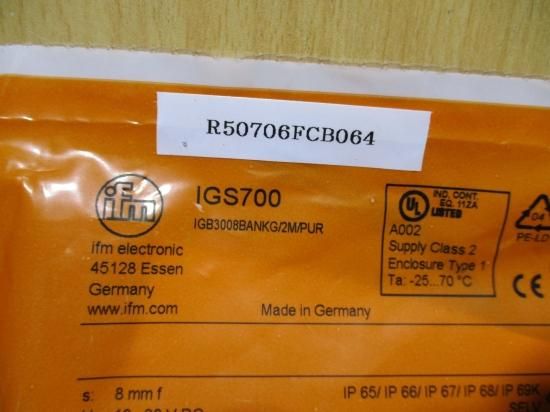 R50706FCB064
ifm
IGS700
IGB3008BANKG/2M/PUR
ifm electronic
45128 Essen
Germany
www.ifm.com
Made in Germany
UL
IND. CONT.
EQ. 11ZA
LISTED
A002
Supply Class 2
Enclosure Type 1
Ta: -25...70 °C
04
PE-LD
CE
s: 8 mm f
IP 65/ IP 66/ IP 67/ IP 68/ IP 69K